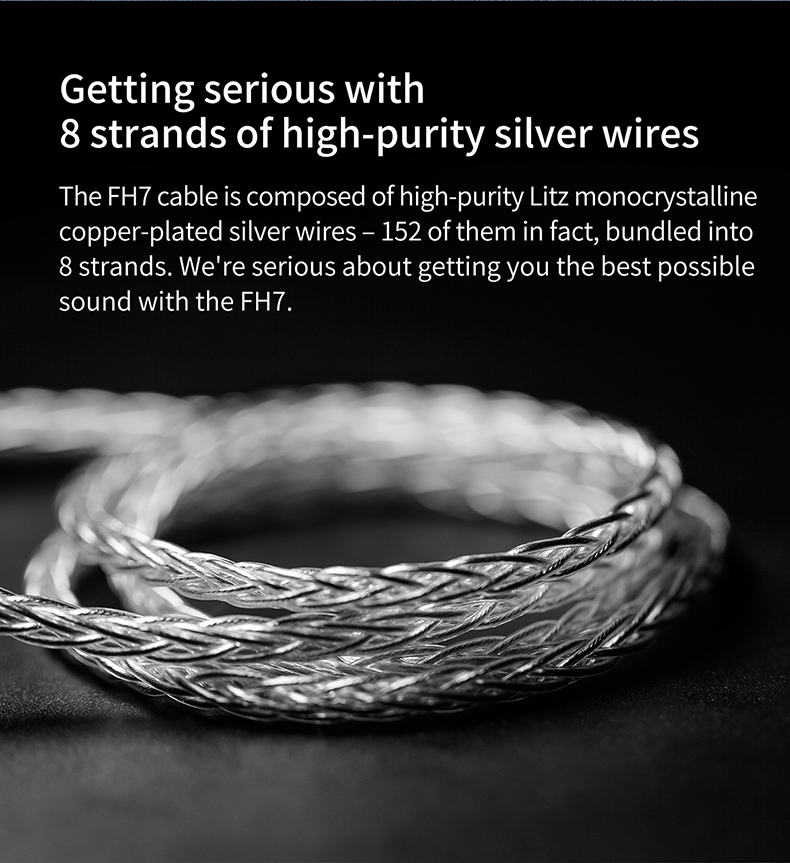 Getting serious with
8 strands of high-purity silver wires
The FH7 cable is composed of high-purity Litz monocrystalline
copper-plated silver wires – 152 of them in fact, bundled into
8 strands. We're serious about getting you the best possible
sound with the FH7.